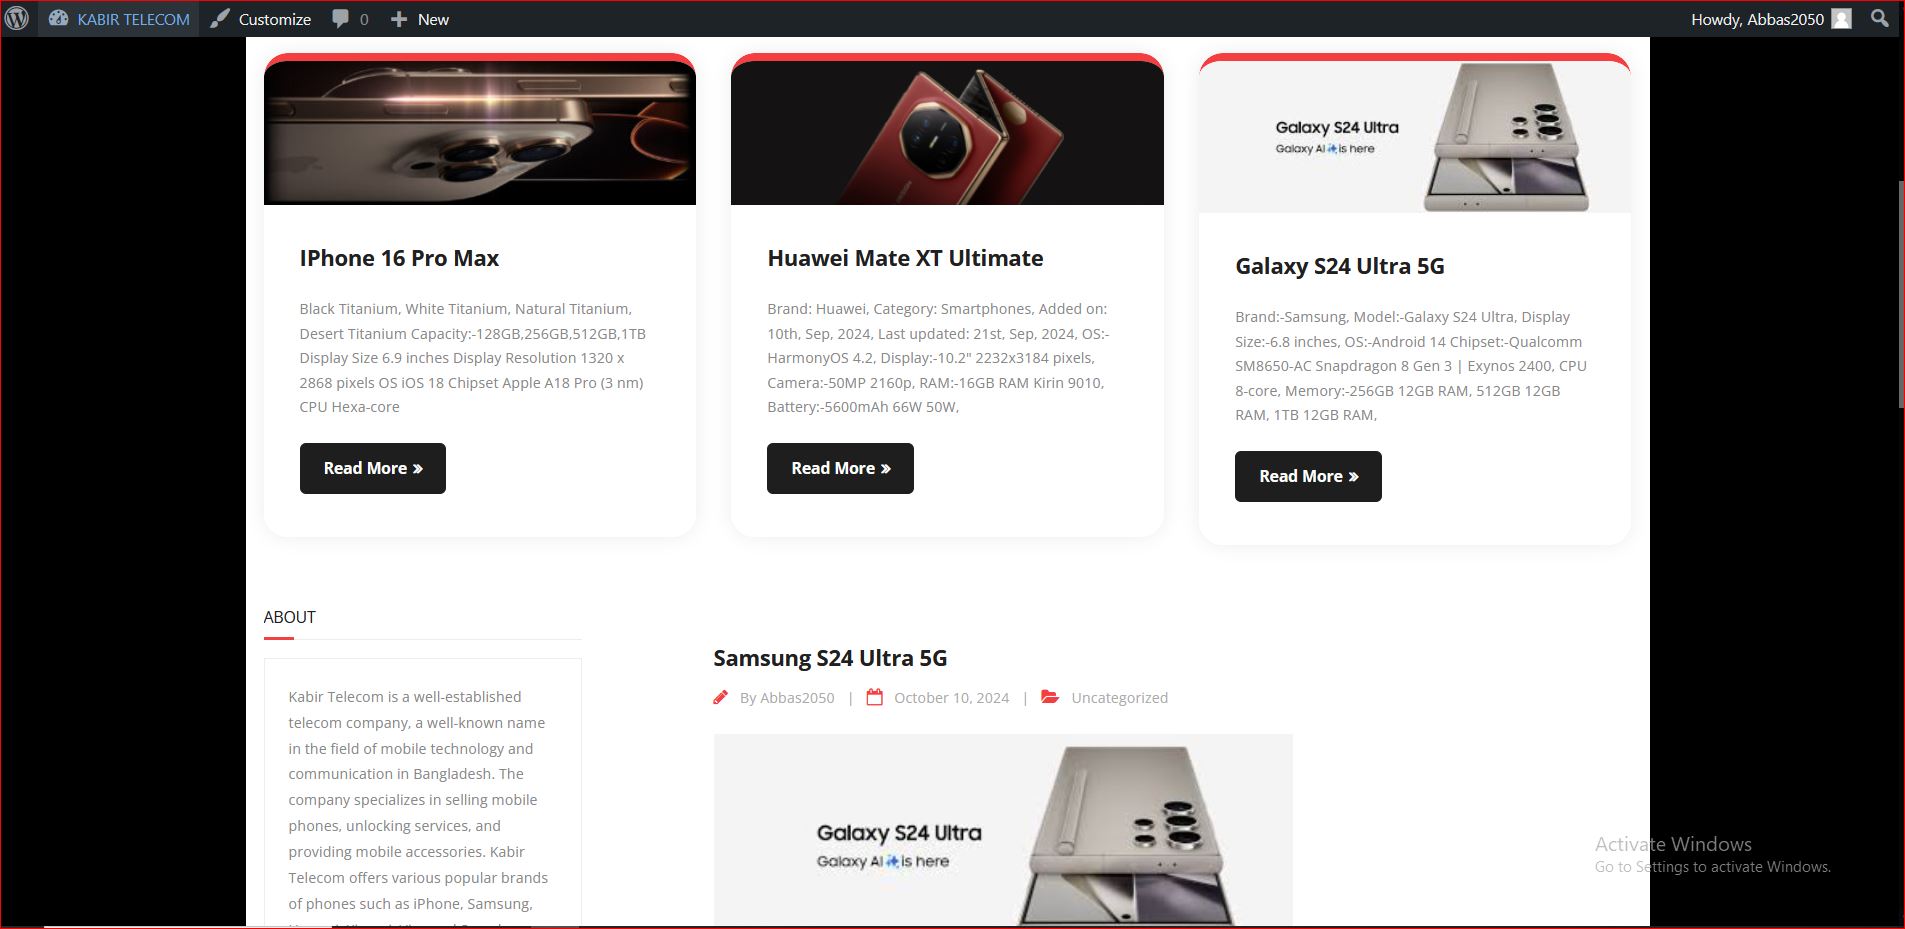 KABIR TELECOM Customize 0 New Howdy, Abbas2050
Galaxy S24 Ultra
Galaxy AI is here
IPhone 16 Pro Max
Black Titanium, White Titanium, Natural Titanium,
Desert Titanium Capacity:-128GB,256GB,512GB,1TB
Display Size 6.9 inches Display Resolution 1320 x
2868 pixels OS iOS 18 Chipset Apple A18 Pro (3 nm)
CPU Hexa-core
Read More »
Huawei Mate XT Ultimate
Brand: Huawei, Category: Smartphones, Added on:
10th, Sep, 2024, Last updated: 21st, Sep, 2024, OS:-
HarmonyOS 4.2, Display:-10.2" 2232x3184 pixels,
Camera:-50MP 2160p, RAM:-16GB RAM Kirin 9010,
Battery:-5600mAh 66W 50W,
Read More »
Galaxy S24 Ultra 5G
Brand:-Samsung, Model:-Galaxy S24 Ultra, Display
Size:-6.8 inches, OS:-Android 14 Chipset:-Qualcomm
SM8650-AC Snapdragon 8 Gen 3 | Exynos 2400, CPU
8-core, Memory:-256GB 12GB RAM, 512GB 12GB
RAM, 1TB 12GB RAM,
Read More »
ABOUT
Kabir Telecom is a well-established
telecom company, a well-known name
in the field of mobile technology and
communication in Bangladesh. The
company specializes in selling mobile
phones, unlocking services, and
providing mobile accessories. Kabir
Telecom offers various popular brands
of phones such as iPhone, Samsung,
Samsung S24 Ultra 5G
By Abbas2050 | October 10, 2024 | Uncategorized
Galaxy S24 Ultra
Galaxy AI is here
Activate Windows
Go to Settings to activate Windows.